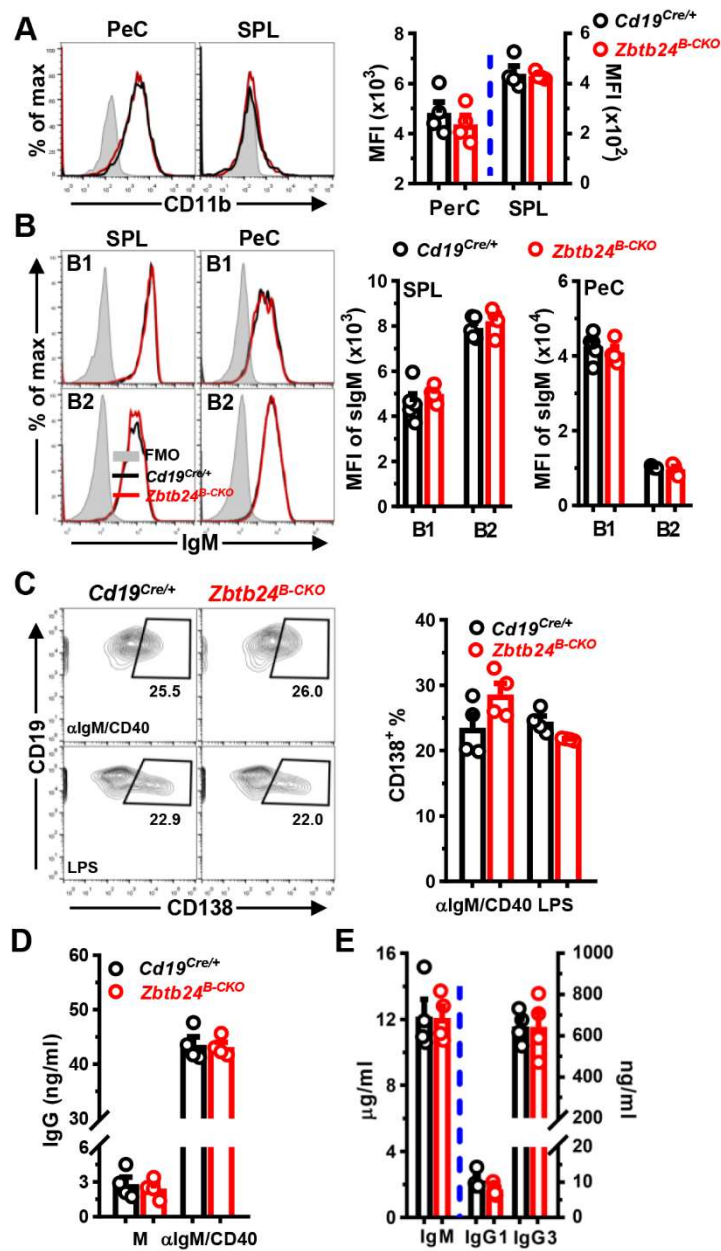 A
PeC
SPL
% of max
CD11b
Cd19Cre/+
Zbtb24B-CKO
MFI (x10³)
8
6
4
2
MFI (x10²)
6
4
2
0
PerC
SPL
B
SPL
PeC
B1
B1
B2
B2
% of max
FMO
Cd19Cre/+
Zbtb24B-CKO
IgM
Cd19Cre/+
Zbtb24B-CKO
SPL
MFI of sIgM (x10³)
10
8
6
4
2
0
B1
B2
PeC
MFI of sIgM (x10⁴)
6
4
2
0
B1
B2
C
Cd19Cre/+
Zbtb24B-CKO
CD19
25.5
26.0
αIgM/CD40
22.9
22.0
LPS
CD138
Cd19Cre/+
Zbtb24B-CKO
CD138⁺ %
40
30
20
10
0
αIgM/CD40 LPS
D
Cd19Cre/+
Zbtb24B-CKO
IgG (ng/ml)
60
50
40
30
6
3
0
M
αIgM/CD40
E
μg/ml
16
12
8
4
2
0
ng/ml
1000
800
600
400
200
20
10
0
IgM
IgG1
IgG3